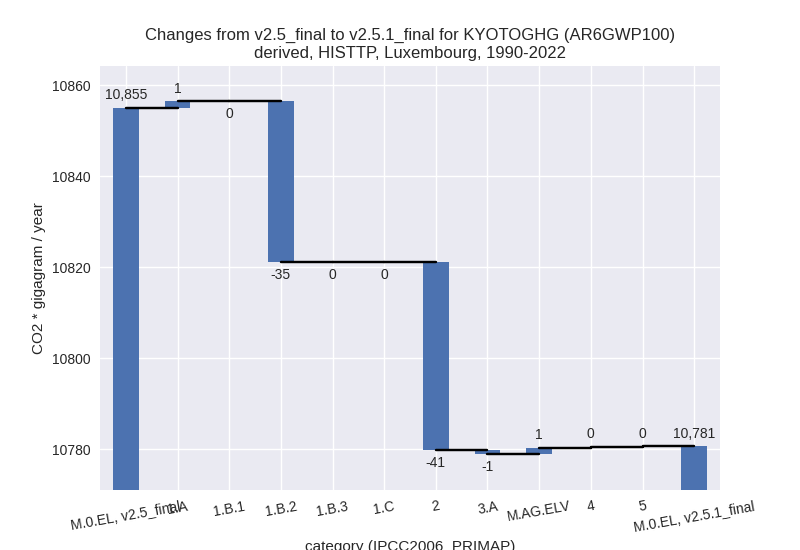 Changes from v2.5_final to v2.5.1_final for KYOTOGHG (AR6GWP100)
derived, HISTTP, Luxembourg, 1990-2022
CO2 * gigagram / year
10860
10840
10820
10800
10780
10,855
1
0
-35
0
0
-41
-1
1
0
0
10,781
M.0.EL, v2.5_final
1.A
1.B.1
1.B.2
1.B.3
1.C
2
3.A
M.AG.ELV
4
5
M.0.EL, v2.5.1_final
category (IPCC2006_PRIMAP)